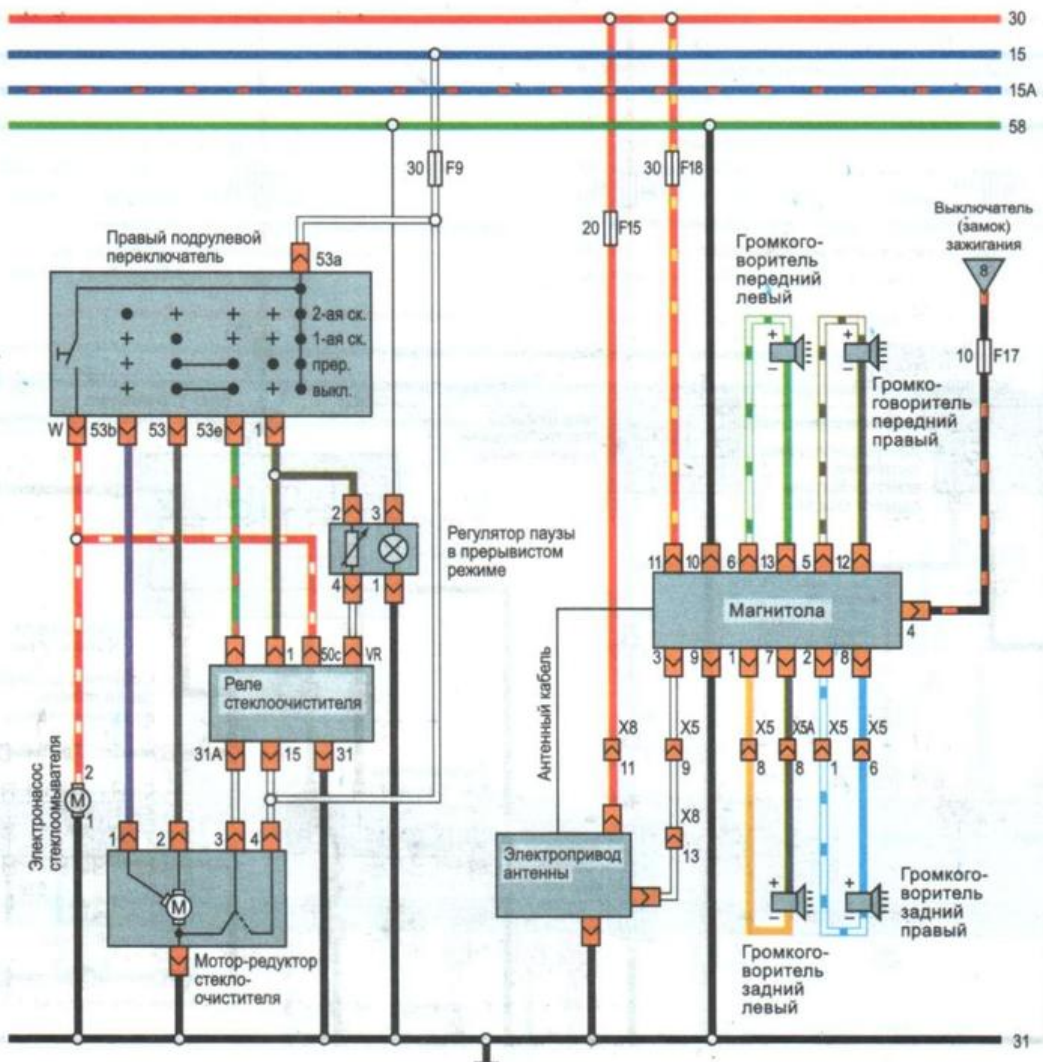 30
15
15А
58
30 F9
30 F18
20 F15
Выключатель
(замок)
зажигания
8
10 F17
Правый подрулевой
переключатель
53а
2-ая ск.
1-ая ск.
прер.
выкл.
W 53b 53 53e 1
Громкого-
воритель
передний
левый
+
−
+
−
Громко-
говоритель
передний
правый
2 3
4 1
Регулятор паузы
в прерывистом
режиме
11 10 6 13 5 12
Магнитола
4
3 9 1 7 2 8
1 50с VR
Реле
стеклоочистителя
31А 15 31
Антенный кабель
X8
11
X5
9
X8
13
X5
8
X5A
8
X5
1
X5
6
Электронасос
стеклоомывателя
2
М
1
1 2 3 4
М
Мотор-редуктор
стекло-
очистителя
Электропривод
антенны
+
−
+
−
Громкого-
воритель
задний
левый
Громкого-
воритель
задний
правый
31